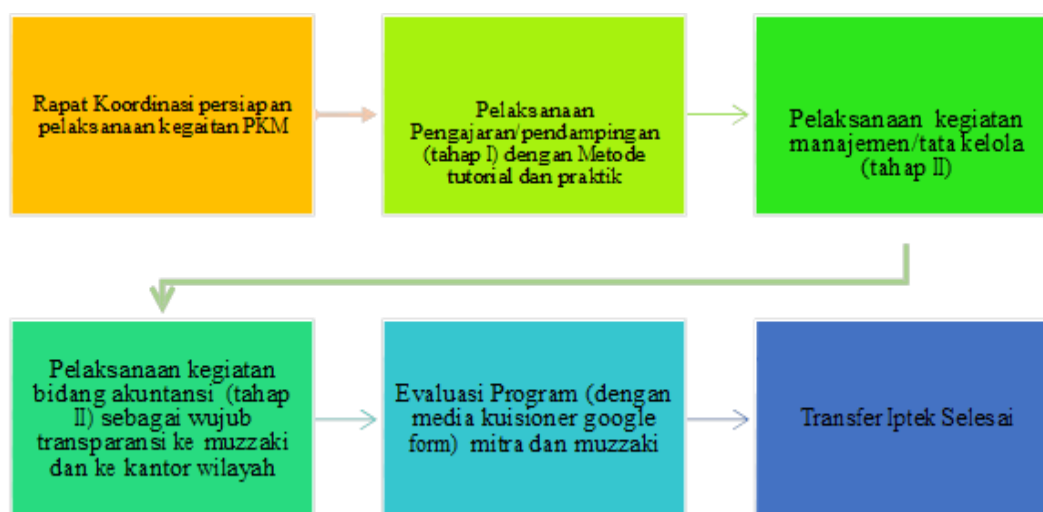 Rapat Koordinasi persiapan
pelaksanaan kegaitan PKM
Pelaksanaan
Pengajaran/pendampingan
(tahap I) dengan Metode
tutorial dan praktik
Pelaksanaan kegiatan
manajemen/tata kelola
(tahap II)
Pelaksanaan kegiatan
bidang akuntansi (tahap
II) sebagai wujub
transparansi ke muzzaki
dan ke kantor wilayah
Evaluasi Program (dengan
media kuisioner google
form) mitra dan muzzaki
Transfer Iptek Selesai